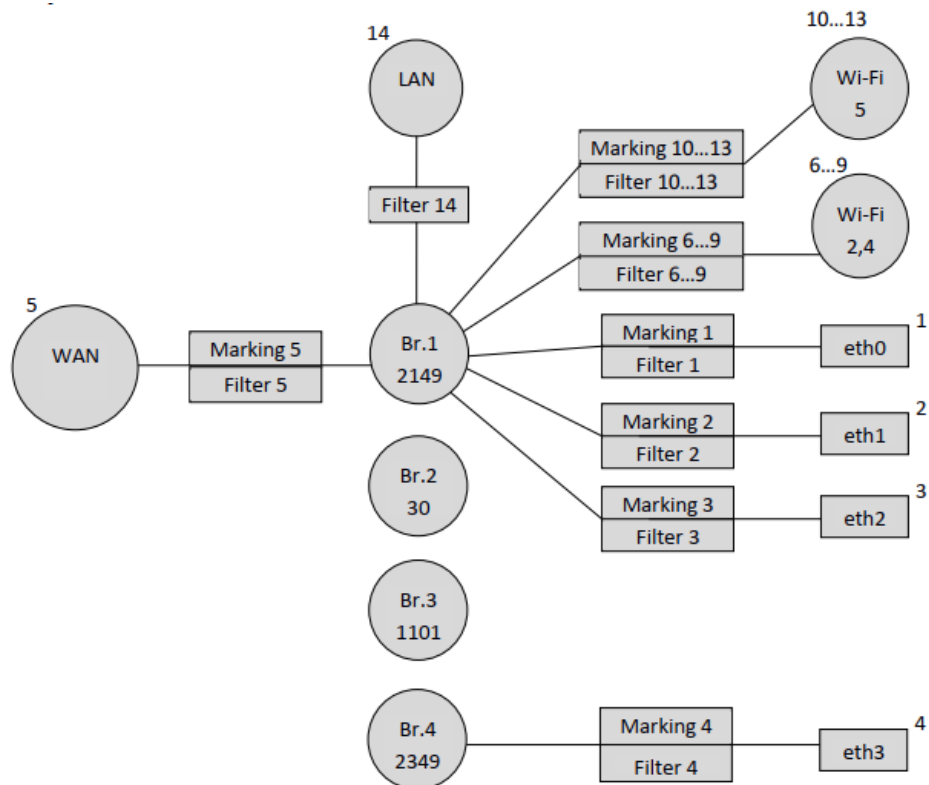 10...13
14
LAN
Wi-Fi
5
Marking 10...13
Filter 10...13
6...9
Wi-Fi
2,4
Filter 14
Marking 6...9
Filter 6...9
5
WAN
Marking 5
Filter 5
Br.1
2149
Marking 1
Filter 1
1
eth0
Marking 2
Filter 2
2
eth1
Br.2
30
Marking 3
Filter 3
3
eth2
Br.3
1101
Br.4
2349
Marking 4
Filter 4
4
eth3